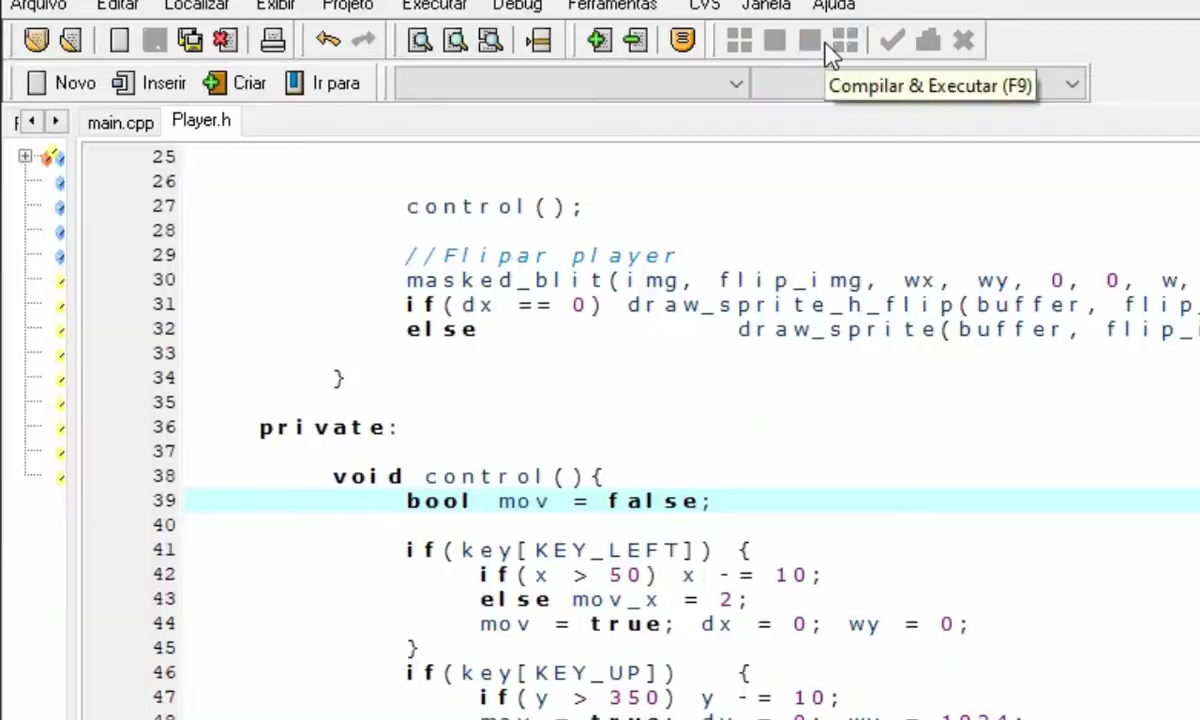 Arquivo Editar Localizar Exibir Projeto Executar Debug Ferramentas CVS Janela Ajuda
Novo Inserir Criar Ir para
Compilar & Executar (F9)
main.cpp Player.h
25
26
27 control();
28
29 //Flipar player
30 masked_blit(img, flip_img, wx, wy, 0, 0, w,
31 if(dx == 0) draw_sprite_h_flip(buffer, flip_
32 else draw_sprite(buffer, flip_
33
34 }
35
36 private:
37
38 void control(){
39 bool mov = false;
40
41 if(key[KEY_LEFT]) {
42 if(x > 50) x -= 10;
43 else mov_x = 2;
44 mov = true; dx = 0; wy = 0;
45 }
46 if(key[KEY_UP]) {
47 if(y > 350) y -= 10;